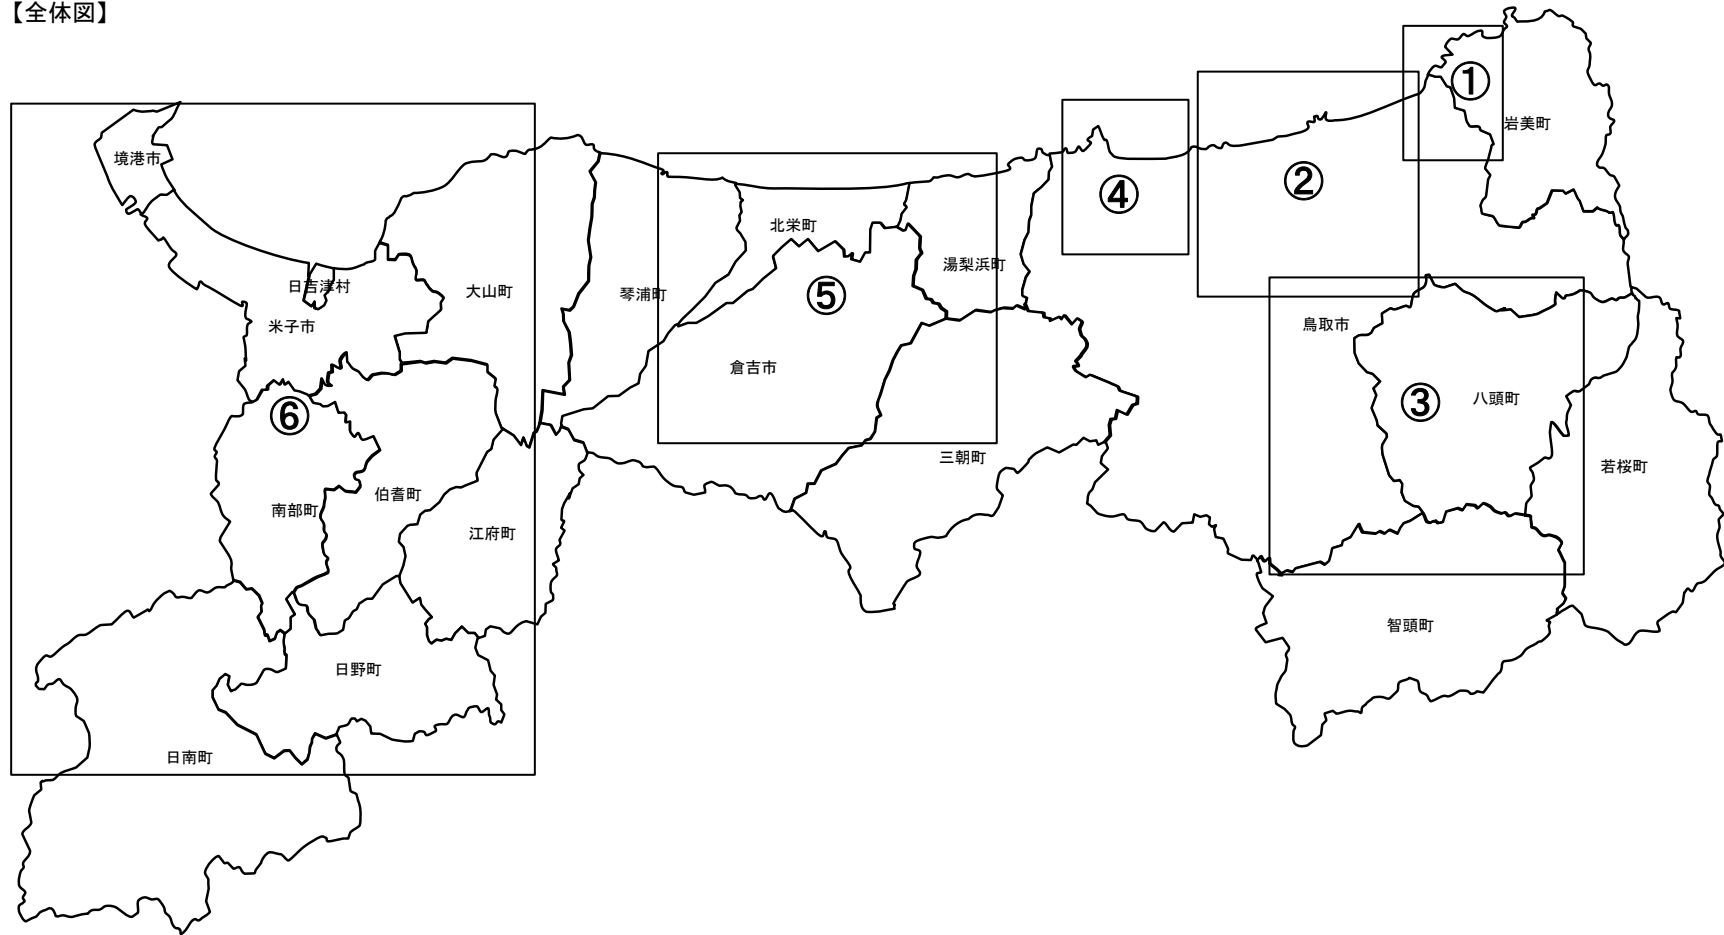 【全体図】
①
岩美町
境港市
②
④
北栄町
湯梨浜町
日吉津村
大山町
琴浦町
⑤
米子市
鳥取市
倉吉市
③
八頭町
⑥
三朝町
若桜町
伯耆町
南部町
江府町
智頭町
日野町
日南町